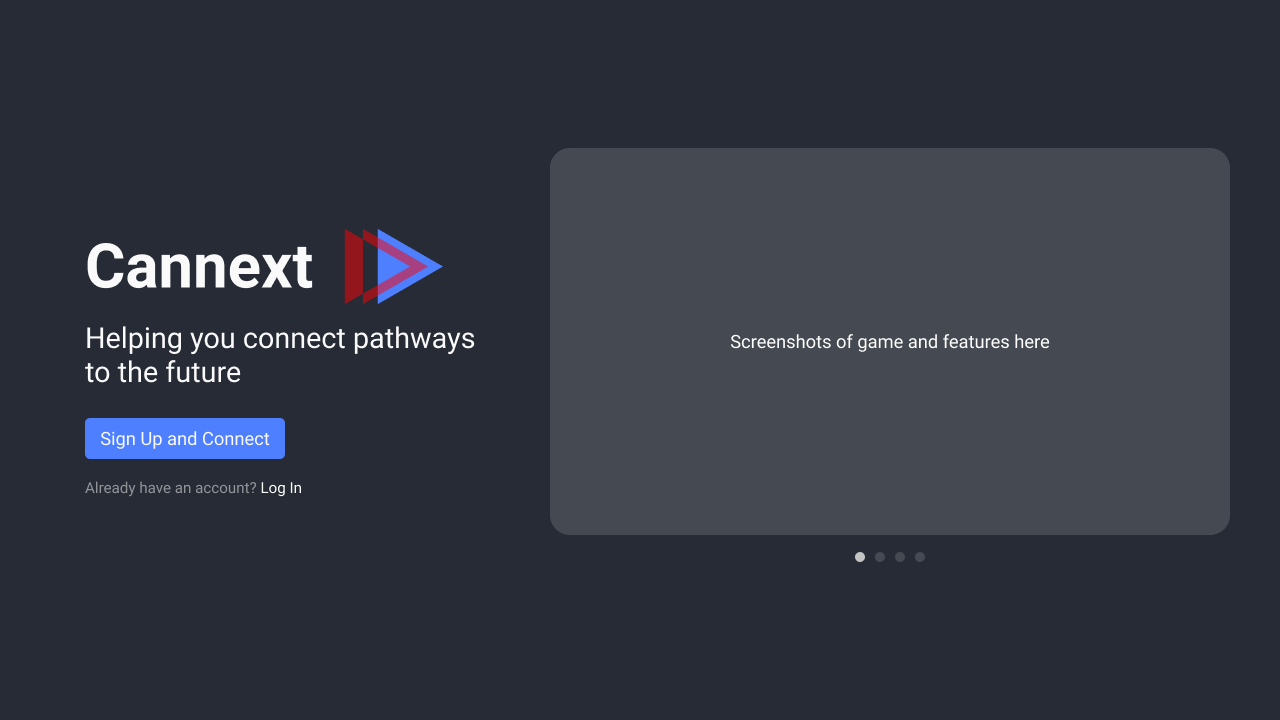 Cannext
Helping you connect pathways
to the future
Sign Up and Connect
Already have an account? Log In
Screenshots of game and features here